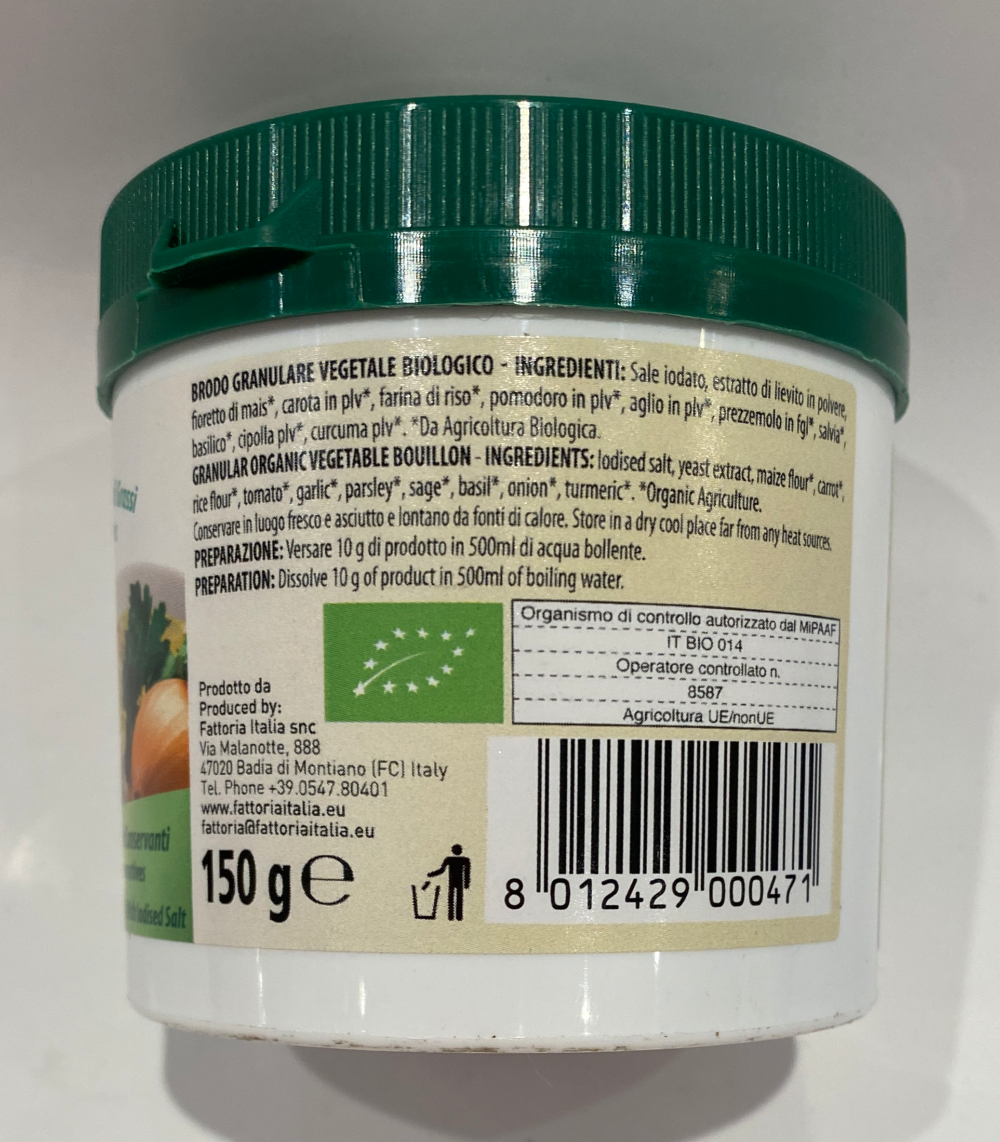 BRODO GRANULARE VEGETALE BIOLOGICO - INGREDIENTI: Sale iodato, estratto di lievito in polvere,
fioretto di mais*, carota in plv*, farina di riso*, pomodoro in plv*, aglio in plv*, prezzemolo in fgl*, salvia*,
basilico*, cipolla plv*, curcuma plv*. *Da Agricoltura Biologica.
GRANULAR ORGANIC VEGETABLE BOUILLON - INGREDIENTS: Iodised salt, yeast extract, maize flour*, carrot*,
rice flour*, tomato*, garlic*, parsley*, sage*, basil*, onion*, turmeric*. *Organic Agriculture.
Conservare in luogo fresco e asciutto e lontano da fonti di calore. Store in a dry cool place far from any heat sources.
PREPARAZIONE: Versare 10 g di prodotto in 500ml di acqua bollente.
PREPARATION: Dissolve 10 g of product in 500ml of boiling water.
Organismo di controllo autorizzato dal MiPAAF
IT BIO 014
Operatore controllato n.
8587
Agricoltura UE/nonUE
Prodotto da
Produced by:
Fattoria Italia snc
Via Malanotte, 888
47020 Badia di Montiano (FC) Italy
Tel. Phone +39.0547.80401
www.fattoriaitalia.eu
fattoria@fattoriaitalia.eu
150 g e
8 012429 000471
Iodised Salt